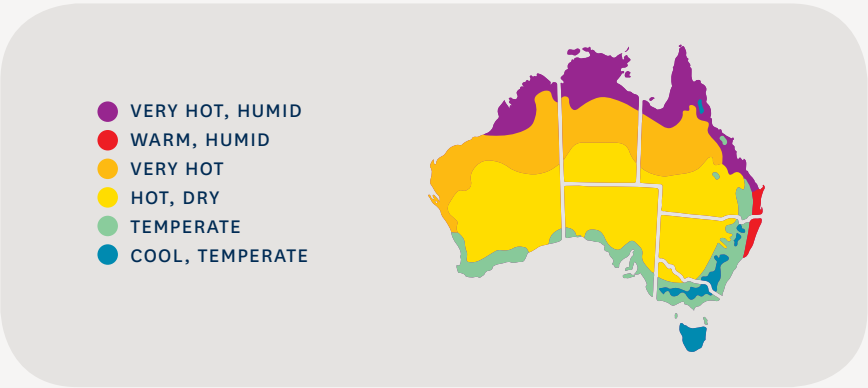 VERY HOT, HUMID
WARM, HUMID
VERY HOT
HOT, DRY
TEMPERATE
COOL, TEMPERATE